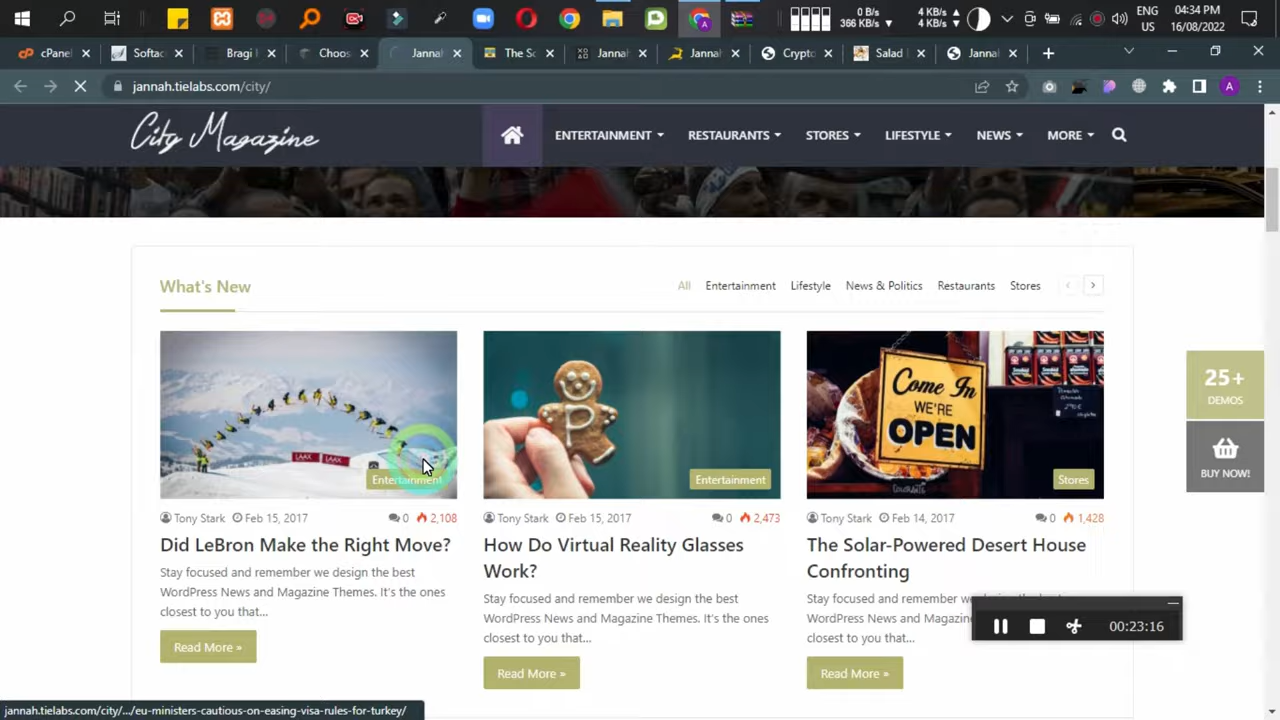 0 B/s
366 KB/s
4 KB/s
0 B/s
ENG
US
04:34 PM
16/08/2022
cPanel
Softac
Bragi
Choos
Jannah
The Sc
Jannah
Jannah
Crypto
Salad
Jannal
jannah.tielabs.com/city/
A
City Magazine
ENTERTAINMENT
RESTAURANTS
STORES
LIFESTYLE
NEWS
MORE
What's New
All
Entertainment
Lifestyle
News & Politics
Restaurants
Stores
LAAX LAAX
Entertainment
P
Entertainment
Come In
WE'RE
OPEN
Stores
25+
DEMOS
BUY NOW!
Tony Stark Feb 15, 2017 0 2,108
Did LeBron Make the Right Move?
Stay focused and remember we design the best
WordPress News and Magazine Themes. It's the ones
closest to you that...
Read More »
Tony Stark Feb 15, 2017 0 2,473
How Do Virtual Reality Glasses
Work?
Stay focused and remember we design the best
WordPress News and Magazine Themes. It's the ones
closest to you that...
Read More »
Tony Stark Feb 14, 2017 0 1,428
The Solar-Powered Desert House
Confronting
Stay focused and remember we
WordPress News and Magazine
closest to you that...
Read More »
00:23:16
jannah.tielabs.com/city/.../eu-ministers-cautious-on-easing-visa-rules-for-turkey/